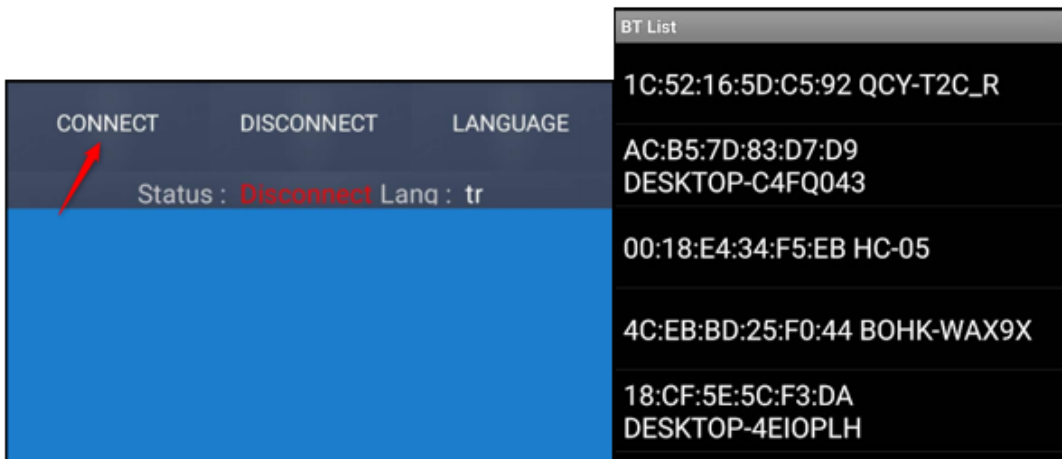 CONNECT DISCONNECT LANGUAGE
Status : Disconnect Lang : tr
BT List
1C:52:16:5D:C5:92 QCY-T2C_R
AC:B5:7D:83:D7:D9
DESKTOP-C4FQ043
00:18:E4:34:F5:EB HC-05
4C:EB:BD:25:F0:44 BOHK-WAX9X
18:CF:5E:5C:F3:DA
DESKTOP-4EIOPLH